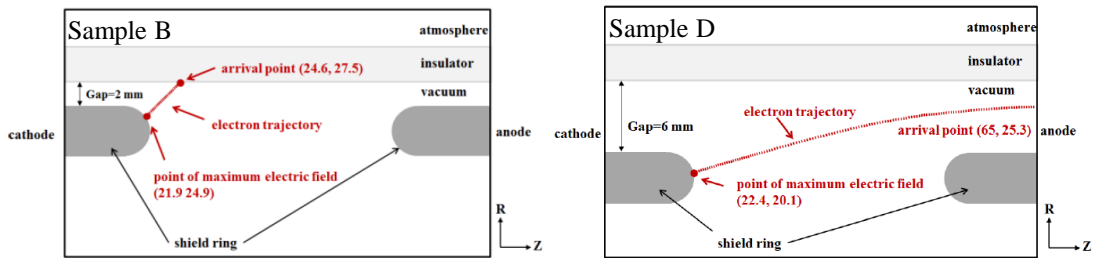 Sample B
atmosphere
insulator
arrival point (24.6, 27.5)
Gap=2 mm
vacuum
electron trajectory
cathode
anode
point of maximum electric field
(21.9 24.9)
R
shield ring
Z
Sample D
atmosphere
insulator
vacuum
electron trajectory
Gap=6 mm
arrival point (65, 25.3)
cathode
anode
point of maximum electric field
(22.4, 20.1)
R
shield ring
Z